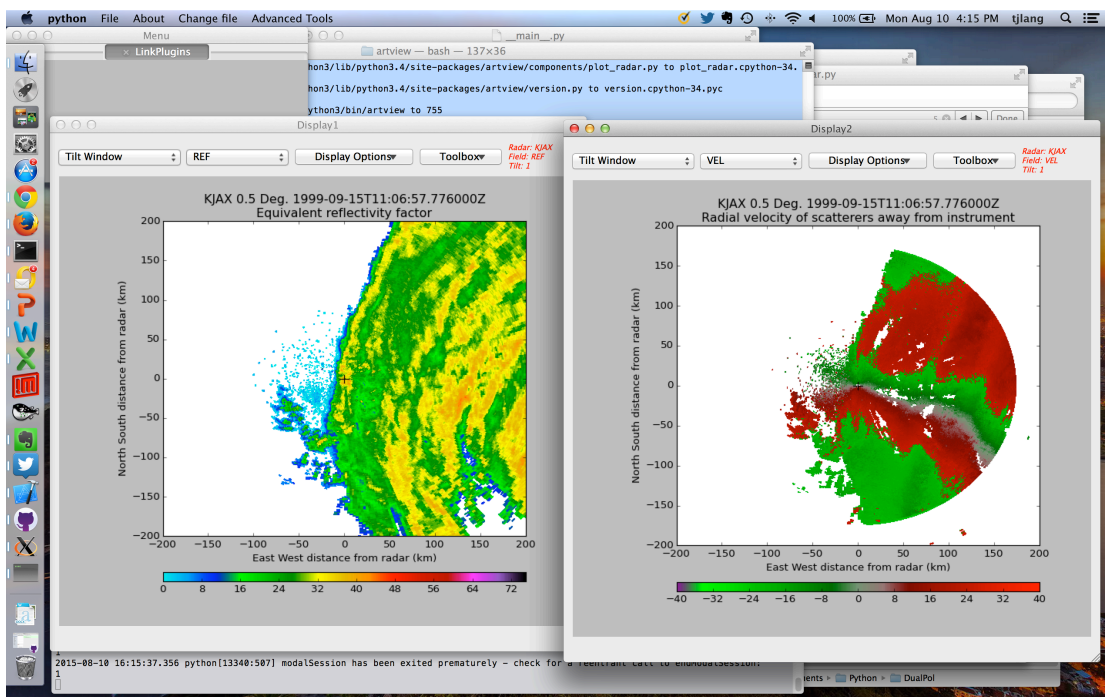 python File About Change file Advanced Tools 100% Mon Aug 10 4:15 PM tjlang
Menu
__main__.py
× LinkPlugins
artview — bash — 137×36
hon3/lib/python3.4/site-packages/artview/components/plot_radar.py to plot_radar.cpython-34.
ar.py
hon3/lib/python3.4/site-packages/artview/version.py to version.cpython-34.pyc
ython3/bin/artview to 755
Done
Display1
Tilt Window
REF
Display Options
Toolbox
Radar: KJAX
Field: REF
Tilt: 1
KJAX 0.5 Deg. 1999-09-15T11:06:57.776000Z
Equivalent reflectivity factor
North South distance from radar (km)
200
150
100
50
0
−50
−100
−150
−200
−200 −150 −100 −50 0 50 100 150 200
East West distance from radar (km)
0 8 16 24 32 40 48 56 64 72
Display2
Tilt Window
VEL
Display Options
Toolbox
Radar: KJAX
Field: VEL
Tilt: 1
KJAX 0.5 Deg. 1999-09-15T11:06:57.776000Z
Radial velocity of scatterers away from instrument
North South distance from radar (km)
200
150
100
50
0
−50
−100
−150
−200
−200 −150 −100 −50 0 50 100 150 200
East West distance from radar (km)
−40 −32 −24 −16 −8 0 8 16 24 32 40
2015-08-10 16:15:37.356 python[13340:507] modalSession has been exited prematurely - check for a reentrant call to endModalSession:
1
ents Python DualPol